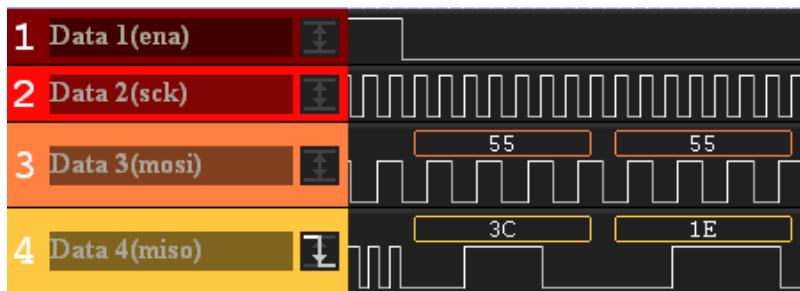 1 Data 1(ena)
2 Data 2(sck)
55 55
3 Data 3(mosi)
3C 1E
4 Data 4(miso)